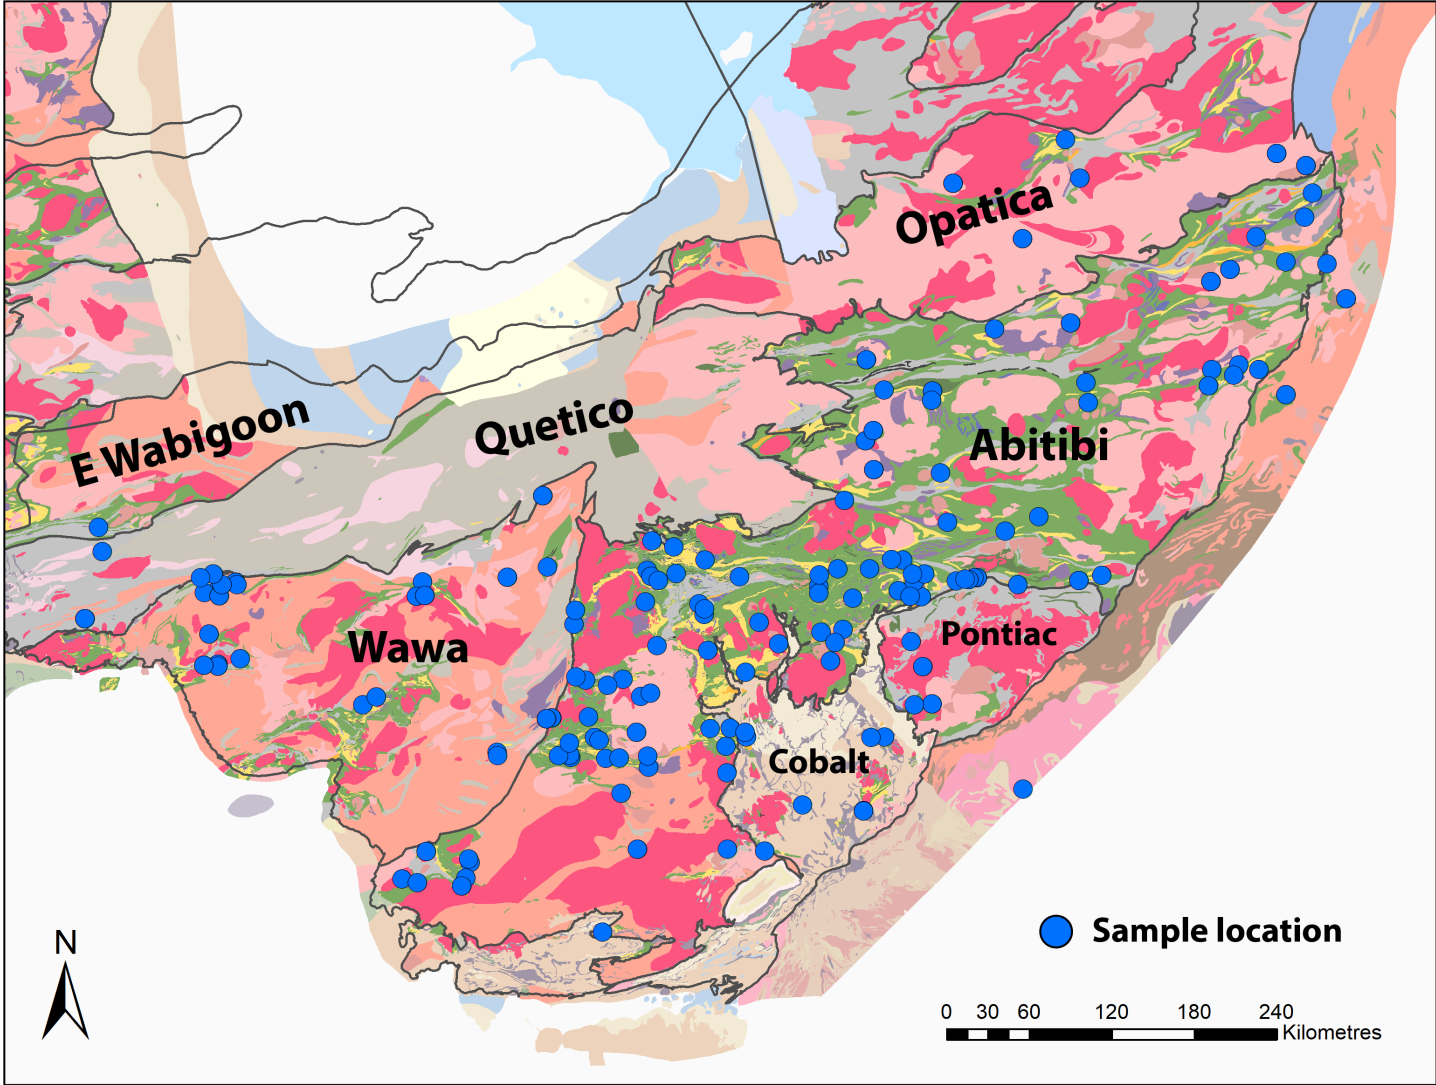 Opatica
E Wabigoon
Quetico
Abitibi
Wawa
Pontiac
Cobalt
Sample location
N
0 30 60 120 180 240
Kilometres